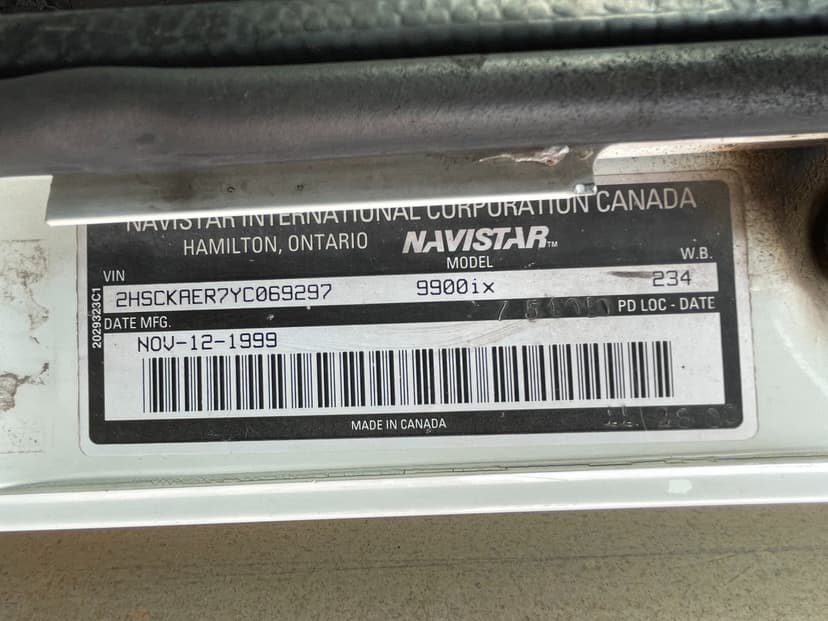 NAVISTAR INTERNATIONAL CORPORATION CANADA
HAMILTON, ONTARIO NAVISTAR™
VIN MODEL W.B.
2HSCKAER7YC069297 9900ix 234
PD LOC - DATE
DATE MFG.
NOV-12-1999
MADE IN CANADA
2029323C1